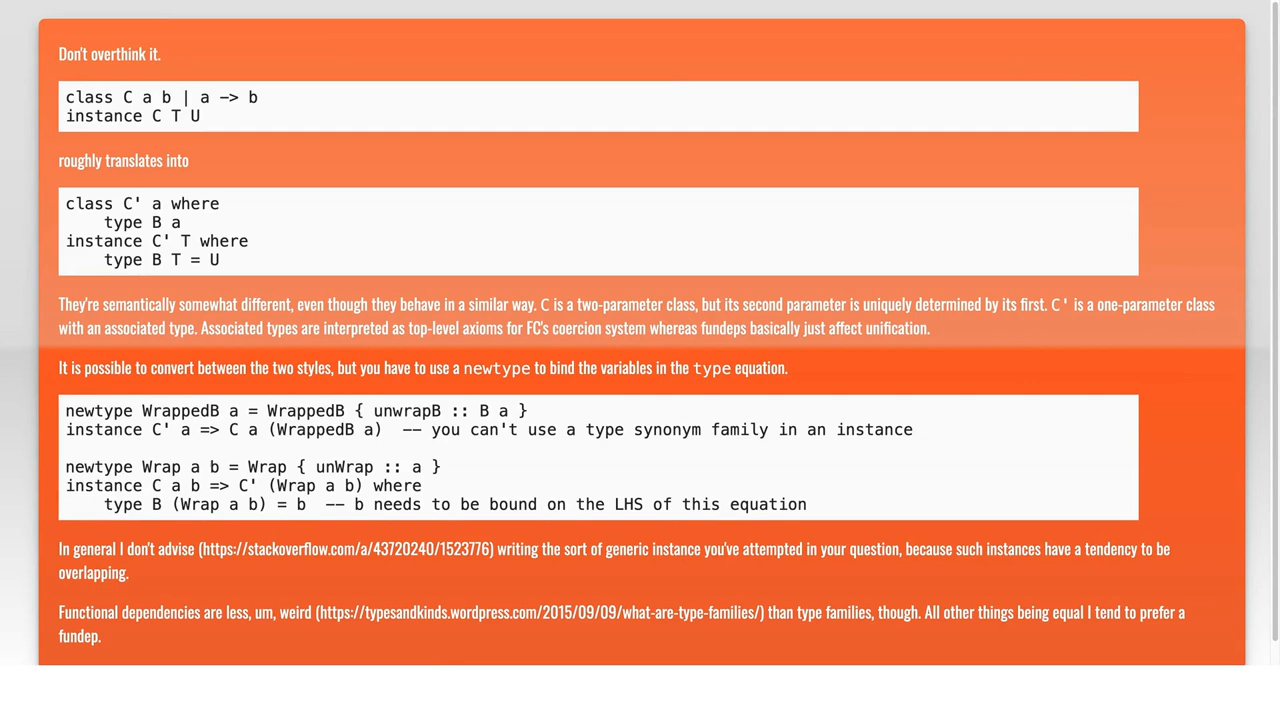 Don't overthink it.
class C a b | a -> b
instance C T U
roughly translates into
class C' a where
    type B a
instance C' T where
    type B T = U
They're semantically somewhat different, even though they behave in a similar way. C is a two-parameter class, but its second parameter is uniquely determined by its first. C' is a one-parameter class
with an associated type. Associated types are interpreted as top-level axioms for FC's coercion system whereas fundeps basically just affect unification.
It is possible to convert between the two styles, but you have to use a newtype to bind the variables in the type equation.
newtype WrappedB a = WrappedB { unwrapB :: B a }
instance C' a => C a (WrappedB a)  -- you can't use a type synonym family in an instance
newtype Wrap a b = Wrap { unWrap :: a }
instance C a b => C' (Wrap a b) where
    type B (Wrap a b) = b  -- b needs to be bound on the LHS of this equation
In general I don't advise (https://stackoverflow.com/a/43720240/1523776) writing the sort of generic instance you've attempted in your question, because such instances have a tendency to be
overlapping.
Functional dependencies are less, um, weird (https://typesandkinds.wordpress.com/2015/09/09/what-are-type-families/) than type families, though. All other things being equal I tend to prefer a
fundep.